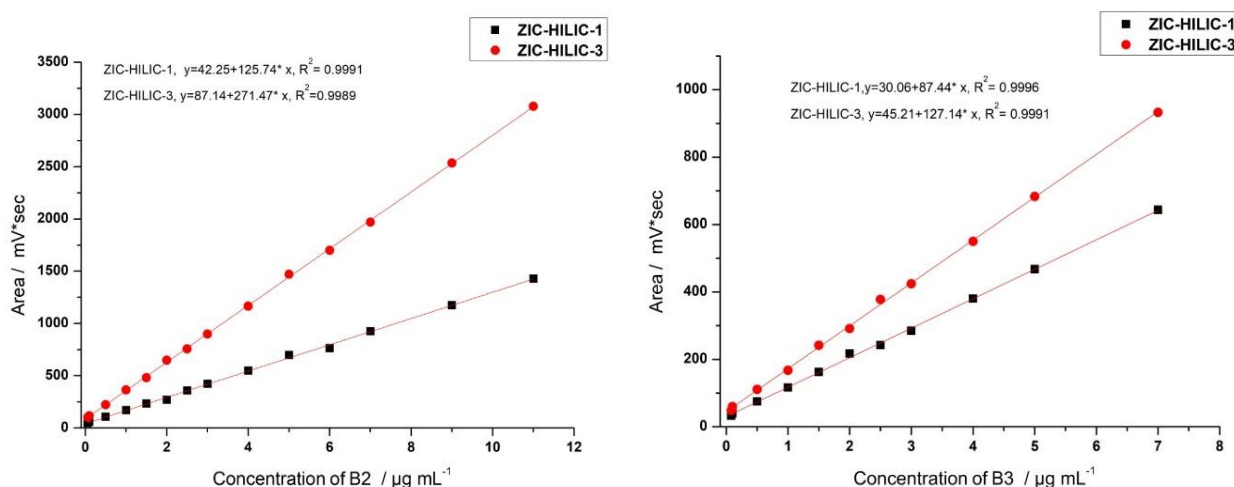 ZIC-HILIC-1
ZIC-HILIC-3
ZIC-HILIC-1, y=42.25+125.74* x, R²= 0.9991
ZIC-HILIC-3, y=87.14+271.47* x, R²=0.9989
3500
3000
2500
2000
1500
1000
500
0
Area / mV*sec
0 2 4 6 8 10 12
Concentration of B2 / µg mL⁻¹
ZIC-HILIC-1
ZIC-HILIC-3
ZIC-HILIC-1,y=30.06+87.44* x, R²= 0.9996
ZIC-HILIC-3, y=45.21+127.14* x, R²= 0.9991
1000
800
600
400
200
0
Area / mV*sec
0 1 2 3 4 5 6 7 8
Concentration of B3 / µg mL⁻¹